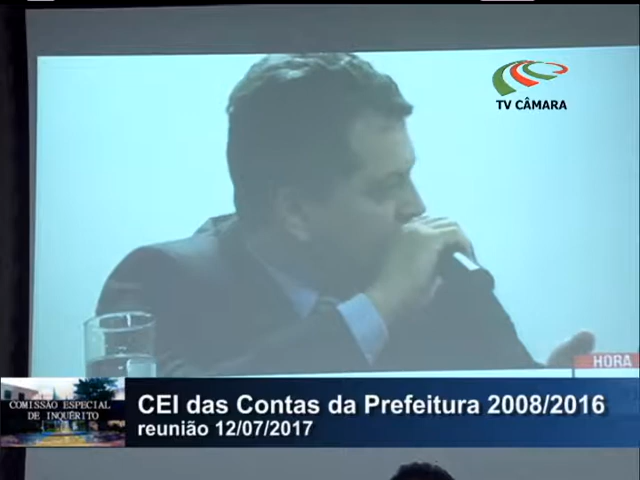 TV CÂMARA
HORA
COMISSÃO ESPECIAL
DE INQUÉRITO
CEI das Contas da Prefeitura 2008/2016
reunião 12/07/2017